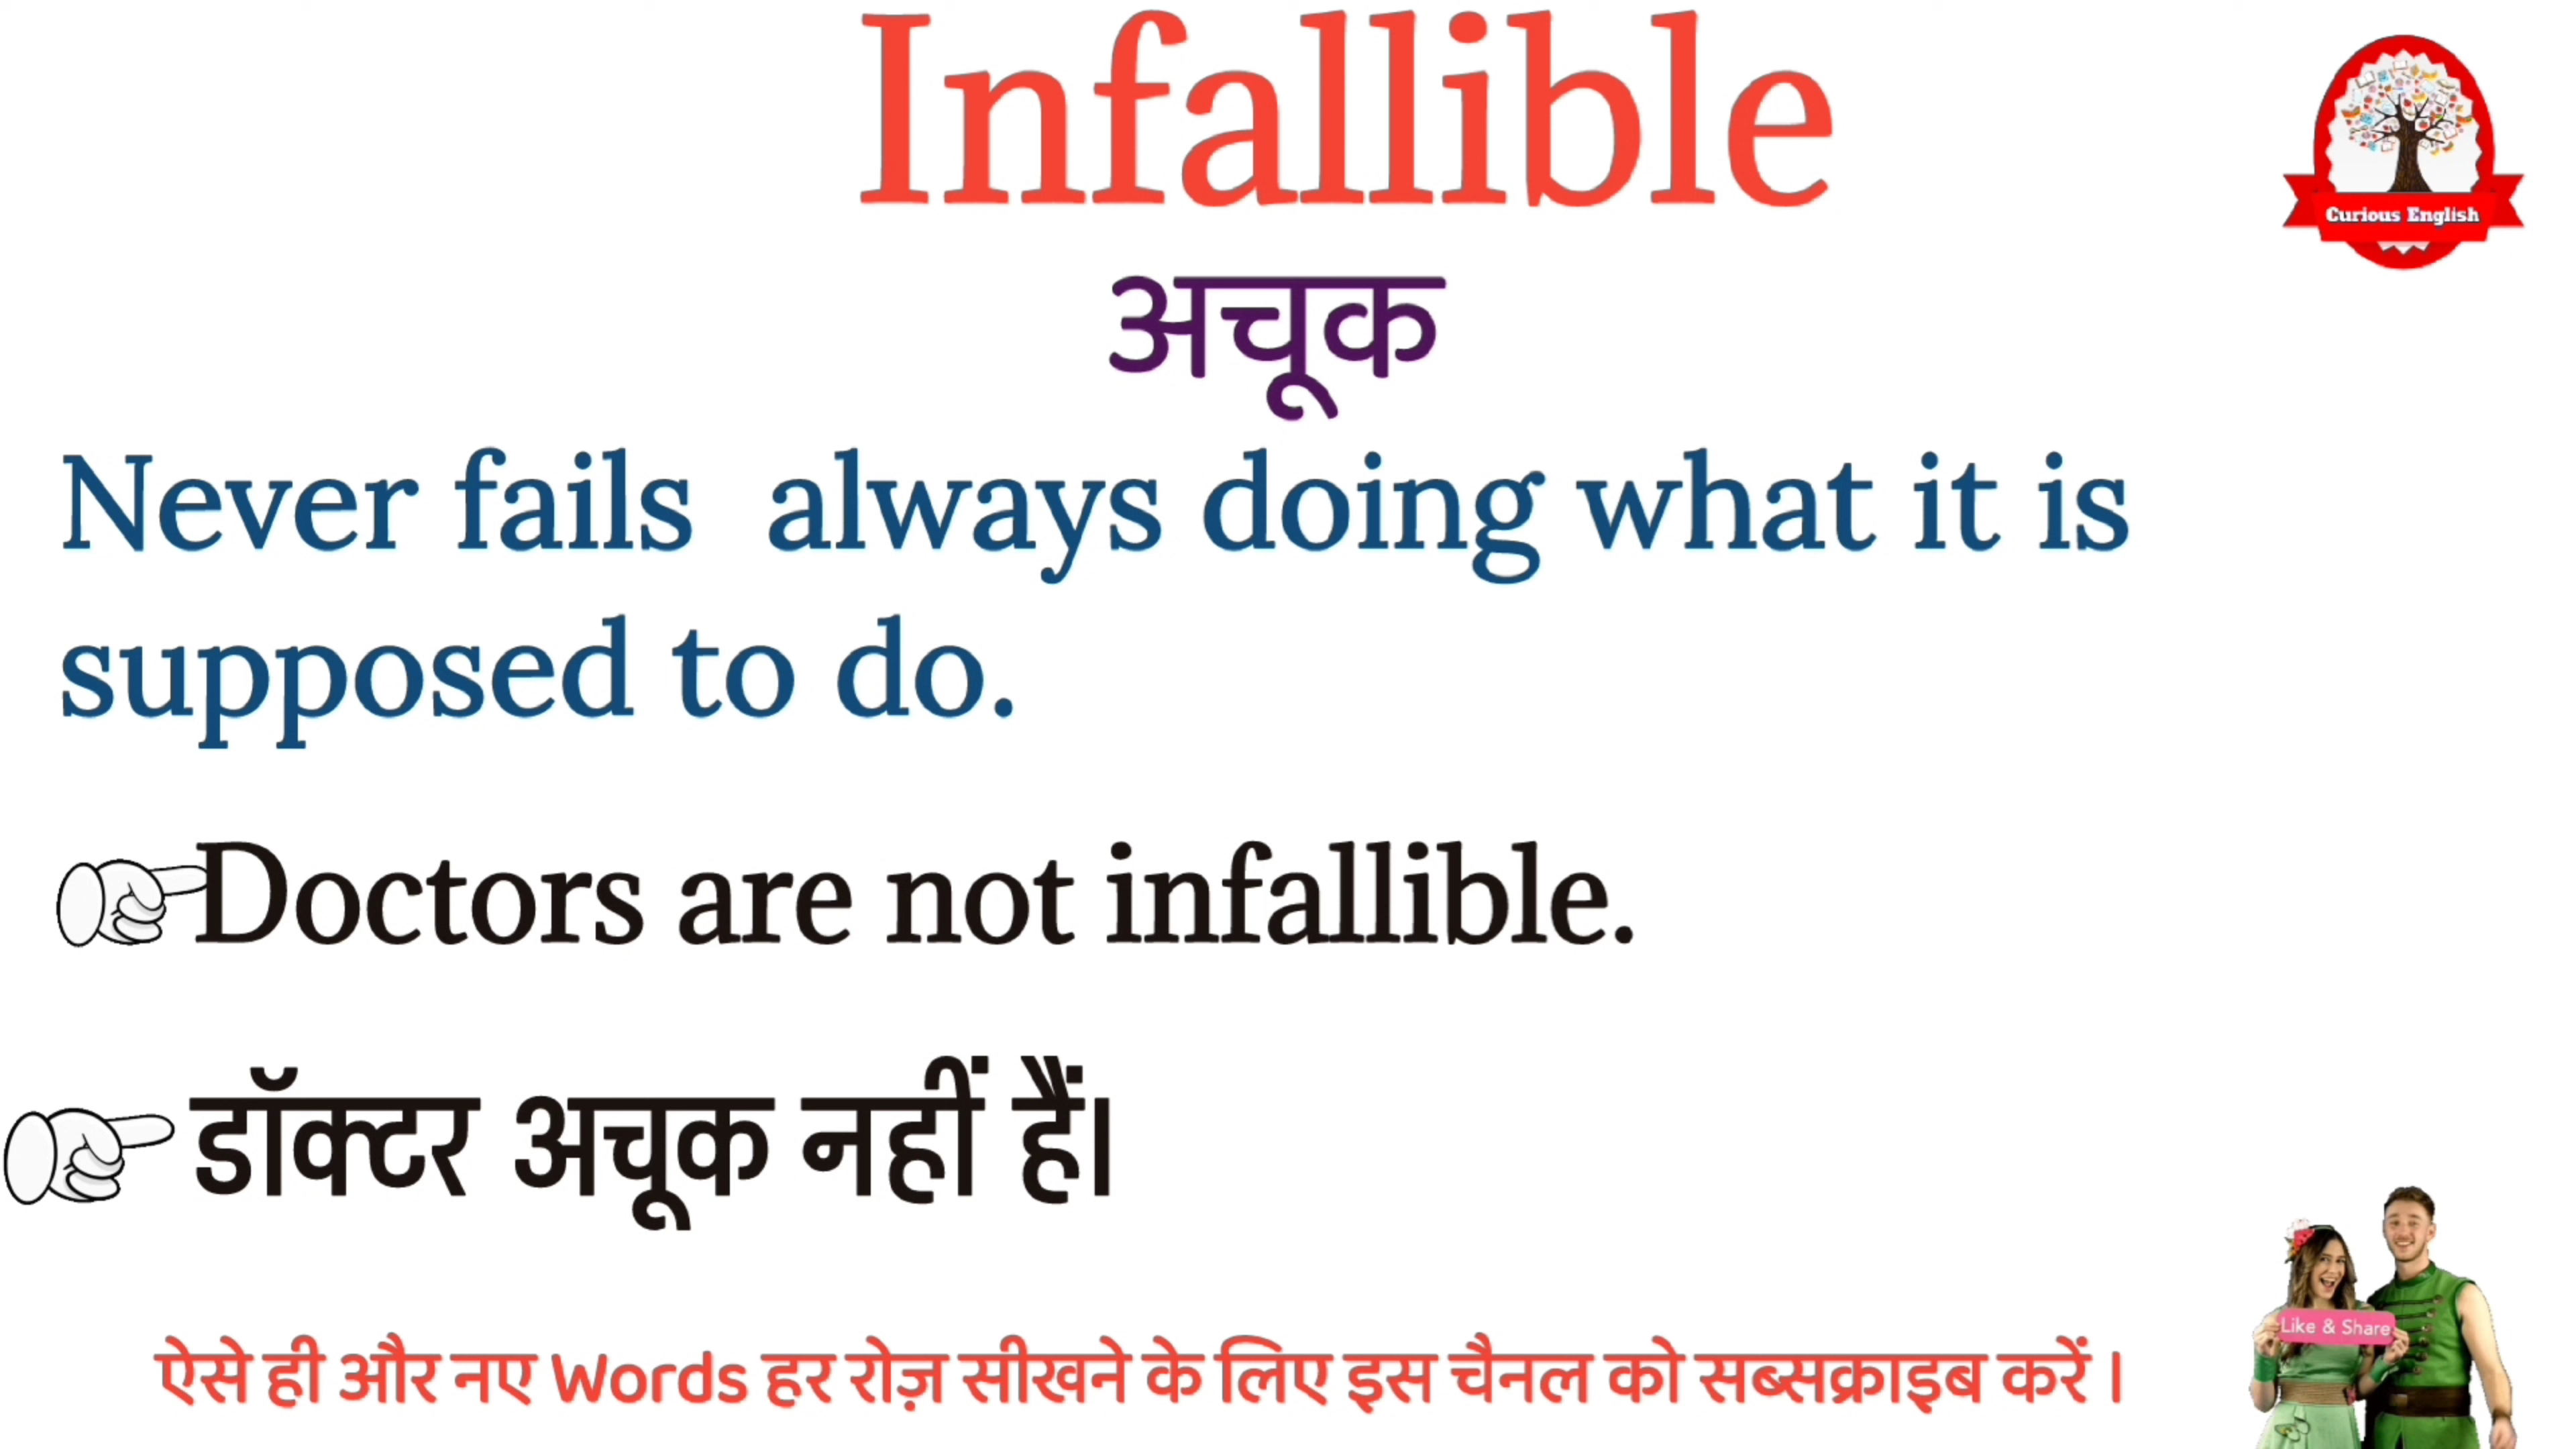 Infallible
Curious English
अचूक
Never fails always doing what it is
supposed to do.
Doctors are not infallible.
डॉक्टर अचूक नहीं हैं।
Like & Share
ऐसे ही और नए Words हर रोज़ सीखने के लिए इस चैनल को सब्सक्राइब करें ।